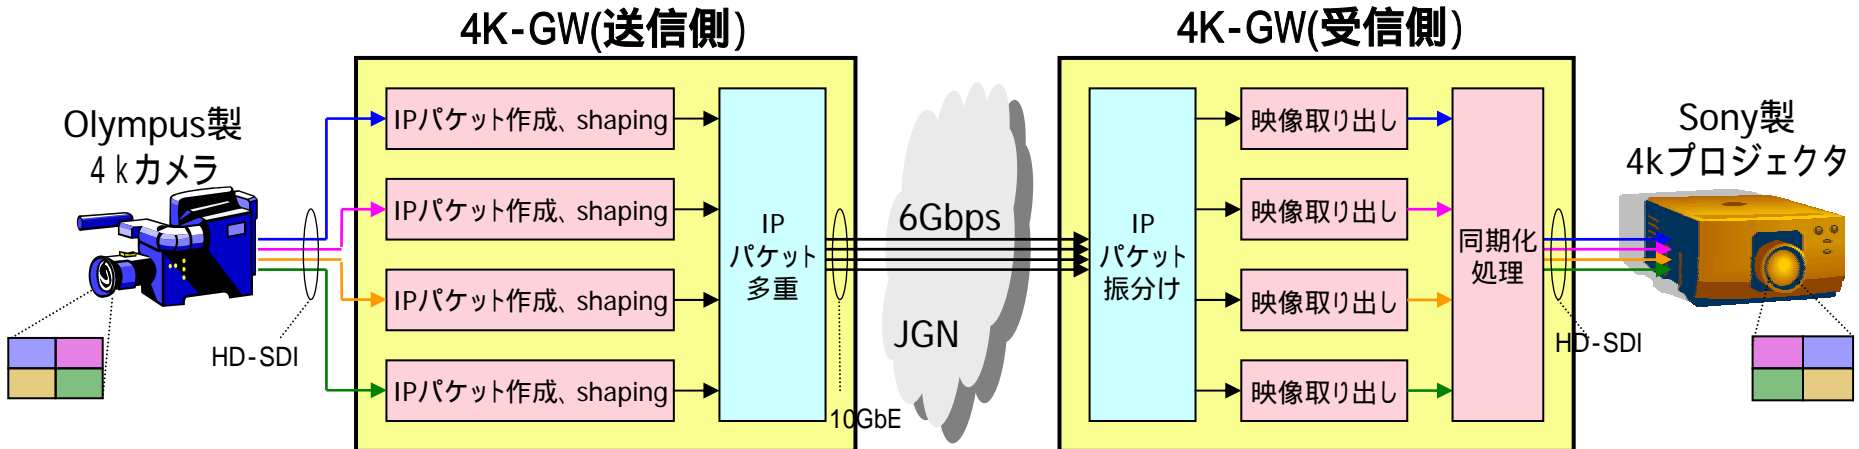 4K-GW(送信側)
4K-GW(受信側)
Olympus製
4kカメラ
HD-SDI
IPパケット作成、shaping
IPパケット作成、shaping
IPパケット作成、shaping
IPパケット作成、shaping
IP
パケット
多重
10GbE
6Gbps
JGN
IP
パケット
振分け
映像取り出し
映像取り出し
映像取り出し
映像取り出し
同期化
処理
HD-SDI
Sony製
4kプロジェクタ